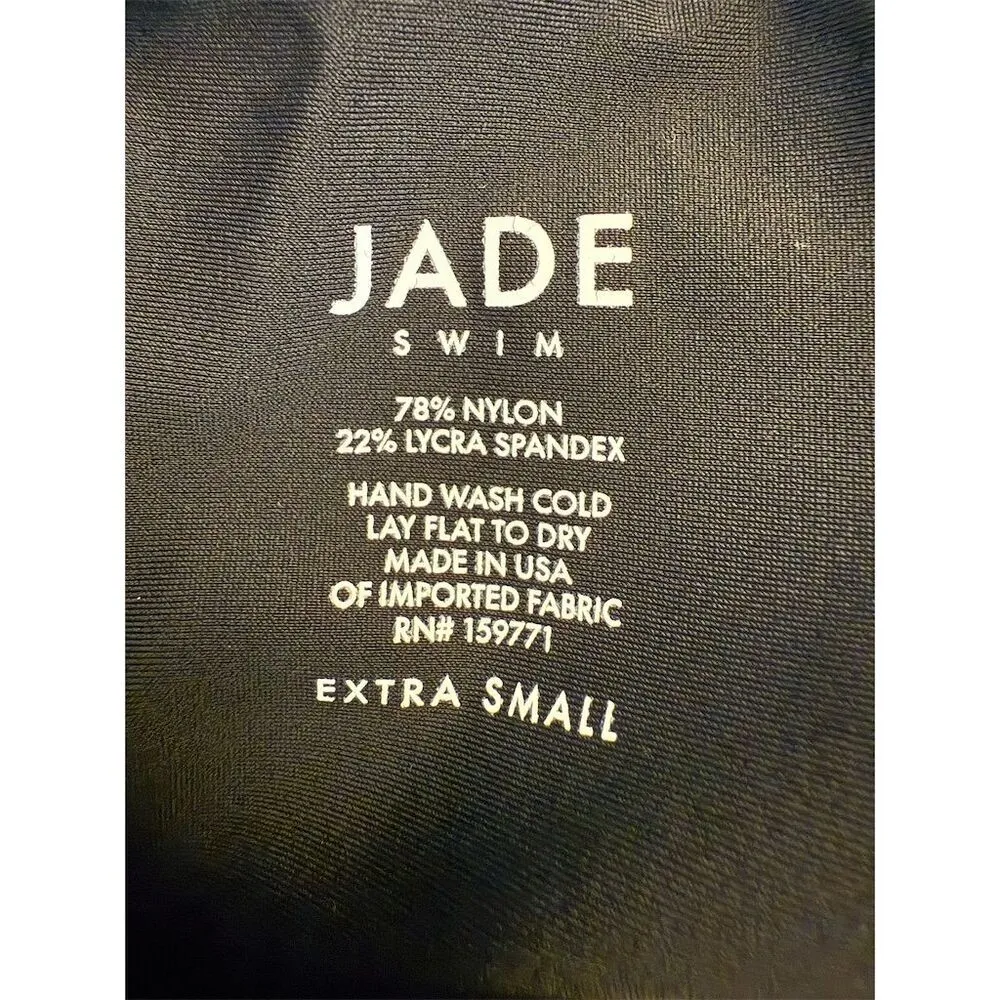 JADE
SWIM
78% NYLON
22% LYCRA SPANDEX
HAND WASH COLD
LAY FLAT TO DRY
MADE IN USA
OF IMPORTED FABRIC
RN# 159771
EXTRA SMALL